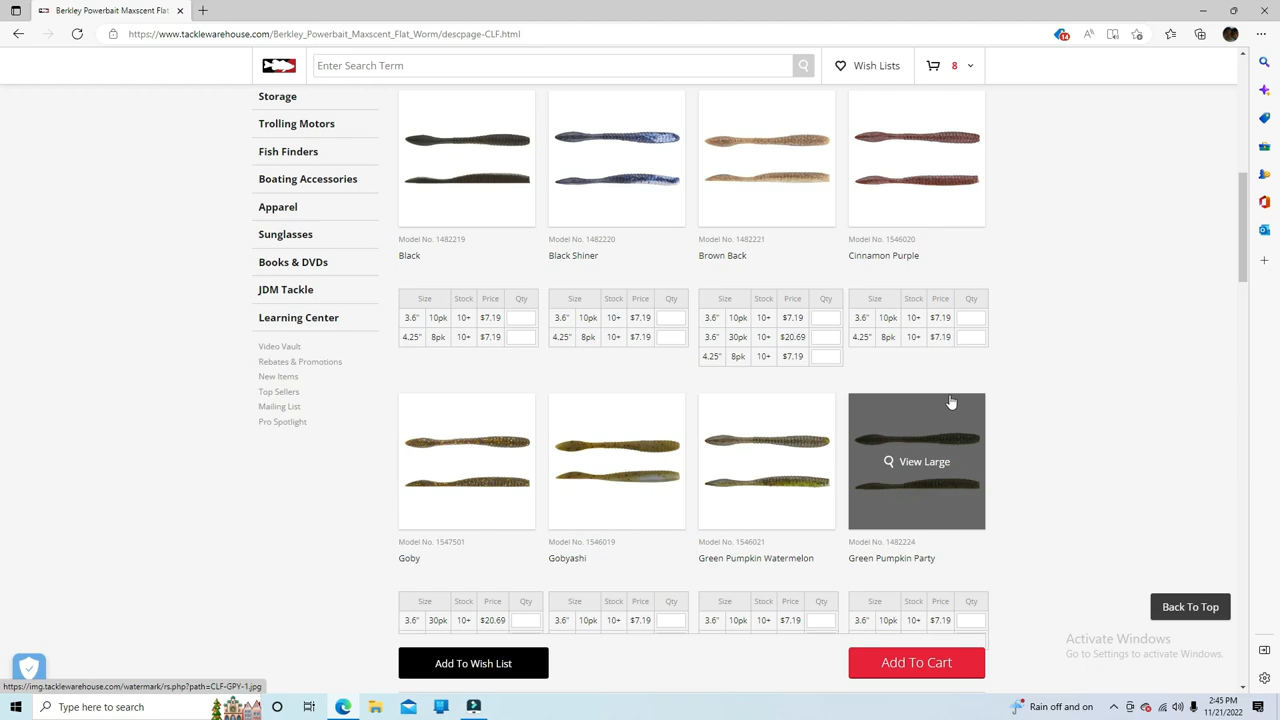 Berkley Powerbait Maxscent Flat
https://www.tacklewarehouse.com/Berkley_Powerbait_Maxscent_Flat_Worm/descpage-CLF.html
Enter Search Term
Wish Lists
8
Storage
Trolling Motors
Fish Finders
Boating Accessories
Apparel
Sunglasses
Books & DVDs
JDM Tackle
Learning Center
Video Vault
Rebates & Promotions
New Items
Top Sellers
Mailing List
Pro Spotlight
Model No. 1482219
Black
Size Stock Price Qty
3.6" 10pk 10+ $7.19
4.25" 8pk 10+ $7.19
Model No. 1482220
Black Shiner
Size Stock Price Qty
3.6" 10pk 10+ $7.19
4.25" 8pk 10+ $7.19
Model No. 1482221
Brown Back
Size Stock Price Qty
3.6" 10pk 10+ $7.19
3.6" 30pk 10+ $20.69
4.25" 8pk 10+ $7.19
Model No. 1546020
Cinnamon Purple
Size Stock Price Qty
3.6" 10pk 10+ $7.19
4.25" 8pk 10+ $7.19
Model No. 1547501
Goby
Size Stock Price Qty
3.6" 30pk 10+ $20.69
Model No. 1546019
Gobyashi
Size Stock Price Qty
3.6" 10pk 10+ $7.19
Model No. 1546021
Green Pumpkin Watermelon
Size Stock Price Qty
3.6" 10pk 10+ $7.19
View Large
Model No. 1482224
Green Pumpkin Party
Size Stock Price Qty
3.6" 10pk 10+ $7.19
Back To Top
Add To Wish List
Add To Cart
Activate Windows
Go to Settings to activate Windows.
https://img.tacklewarehouse.com/watermark/rs.php?path=CLF-GPY-1.jpg
Type here to search
Rain off and on
2:45 PM
11/21/2022